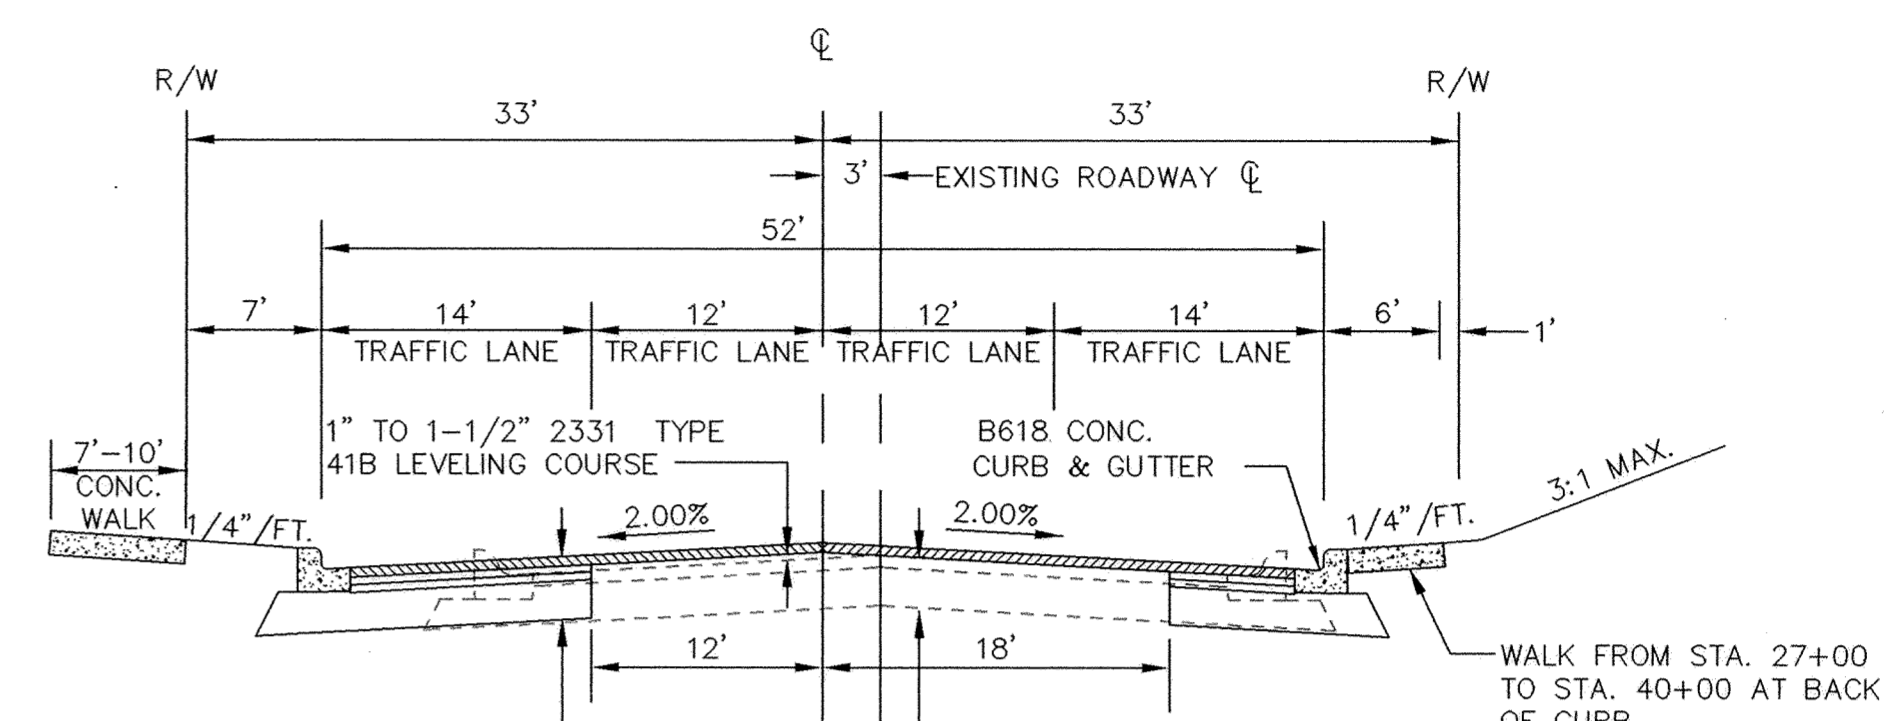 ℄
R/W
R/W
33'
33'
3'
EXISTING ROADWAY ℄
52'
7'
14'
12'
12'
14'
6'
1'
TRAFFIC LANE
TRAFFIC LANE
TRAFFIC LANE
TRAFFIC LANE
1" TO 1-1/2" 2331 TYPE
41B LEVELING COURSE
B618 CONC.
CURB & GUTTER
7'-10'
CONC.
WALK
1/4"/FT.
2.00%
2.00%
1/4"/FT.
3:1 MAX.
12'
18'
WALK FROM STA. 27+00
TO STA. 40+00 AT BACK
OF CURB